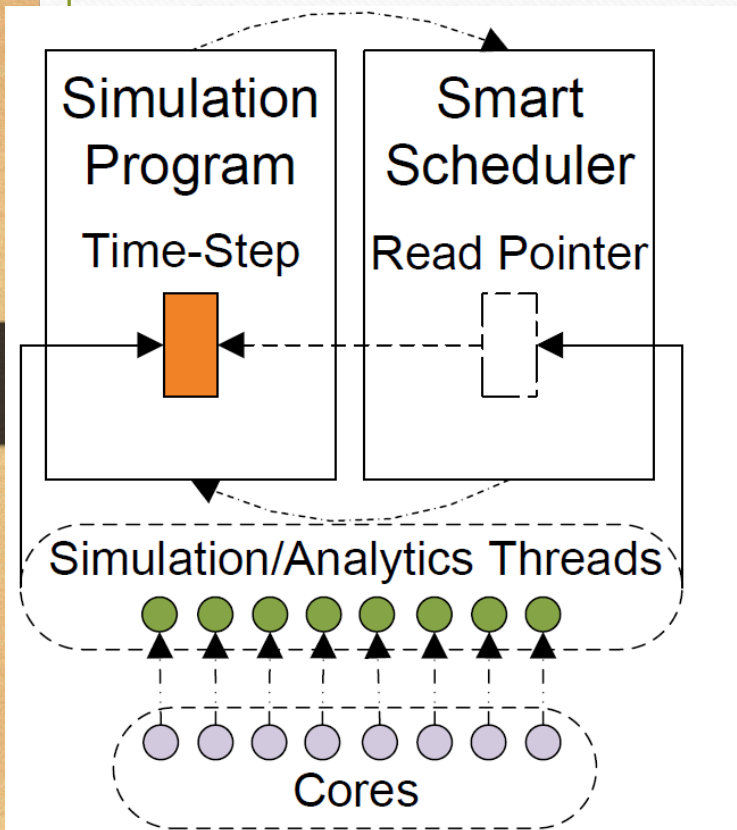 Simulation
Program
Time-Step
Smart
Scheduler
Read Pointer
Simulation/Analytics Threads
Cores